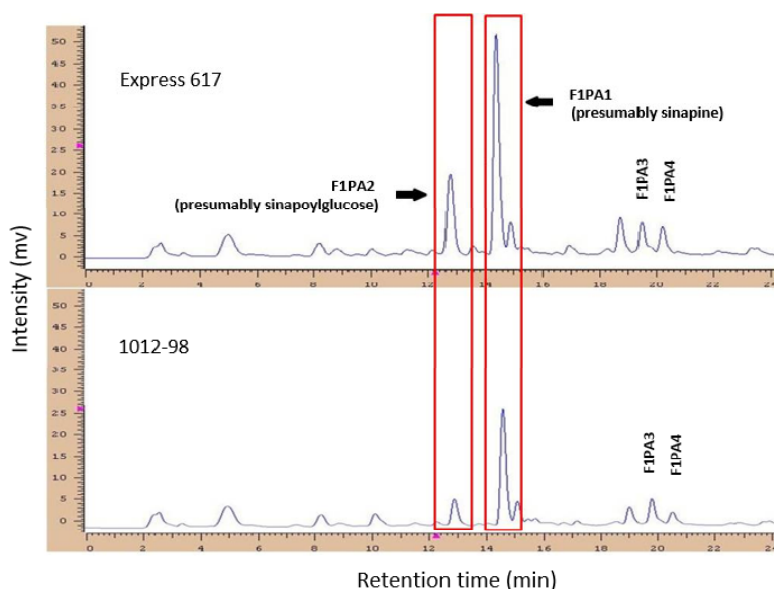 50
45
40
35
30
25
20
15
10
5
0
Express 617
F1PA2
(presumably sinapoylglucose)
F1PA1
(presumably sinapine)
F1PA3
F1PA4
0 2 4 6 8 10 12 14 16 18 20 22 24
50
45
40
35
30
25
20
15
10
5
0
1012-98
F1PA3
F1PA4
0 2 4 6 8 10 12 14 16 18 20 22 24
Intensity (mv)
Retention time (min)